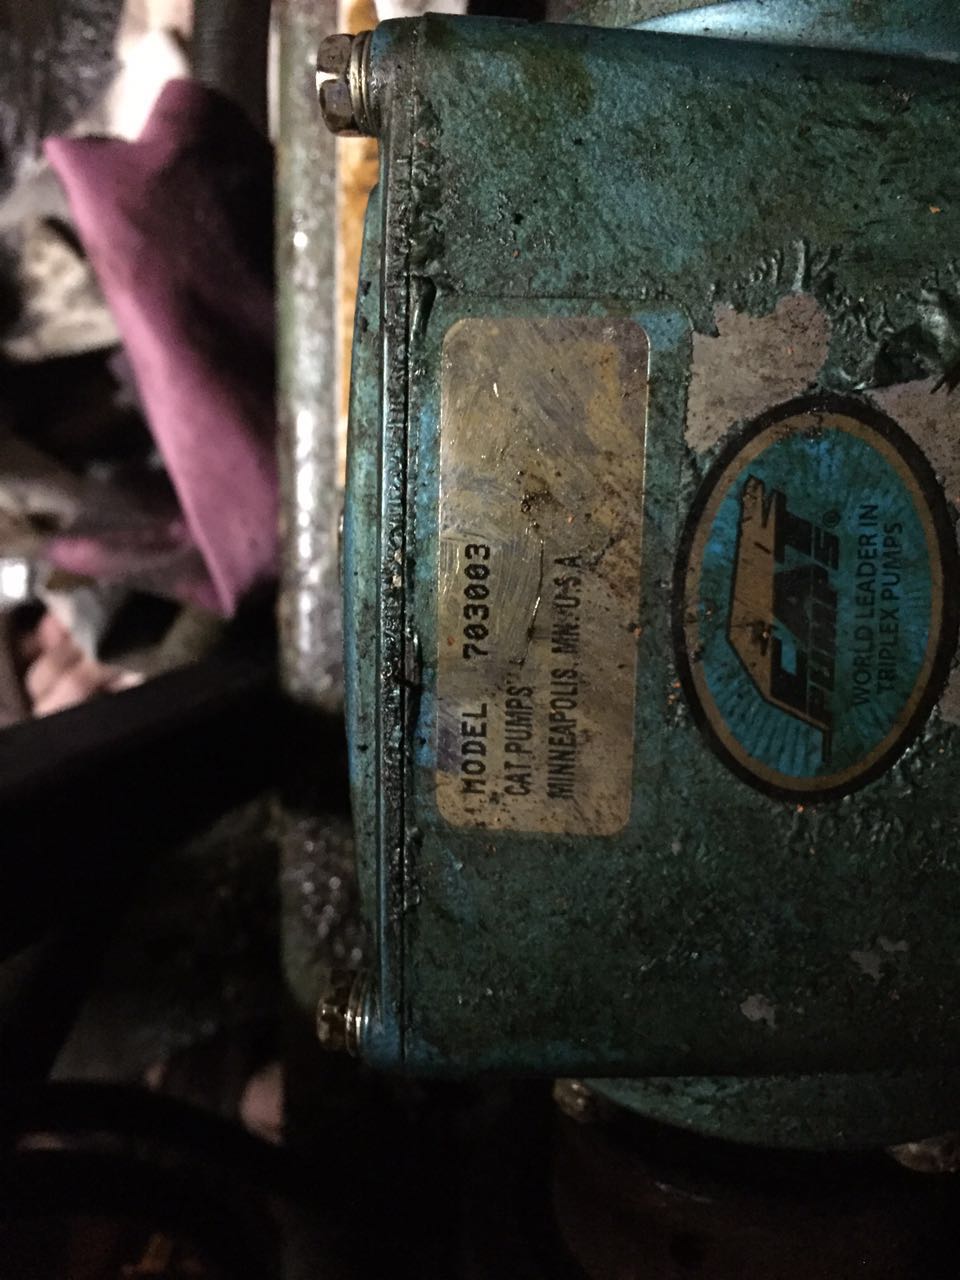 MODEL 703003
CAT PUMPS
MINNEAPOLIS, MN. U.S.A
CAT
PUMPS®
WORLD LEADER IN
TRIPLEX PUMPS